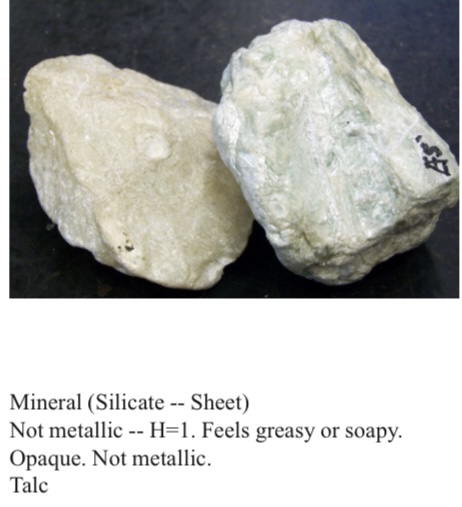 Mineral (Silicate -- Sheet)
Not metallic -- H=1. Feels greasy or soapy.
Opaque. Not metallic.
Talc